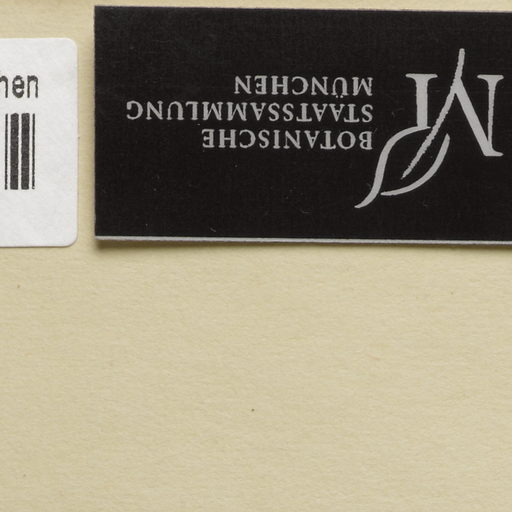 BOTANISCHE
STAATSSAMMLUNG
MÜNCHEN
M
hen